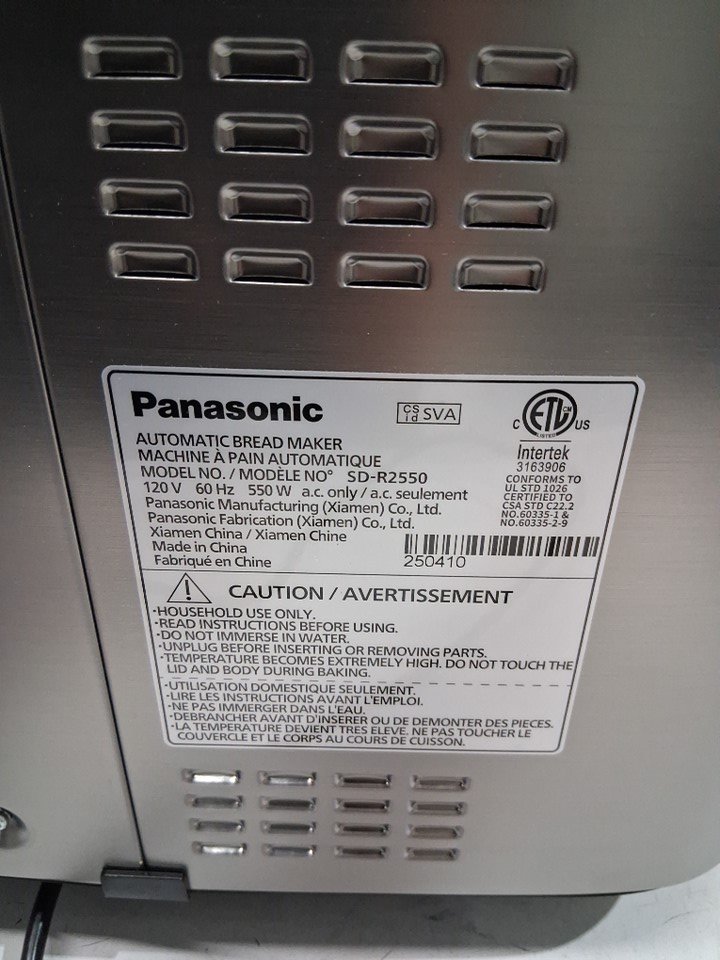 Panasonic
CS Id SVA
C ETL CM US
LISTED
Intertek
3163906
CONFORMS TO
UL STD 1026
CERTIFIED TO
CSA STD C22.2
NO.60335-1 &
NO.60335-2-9
AUTOMATIC BREAD MAKER
MACHINE À PAIN AUTOMATIQUE
MODEL NO. / MODÈLE NO° SD-R2550
120 V 60 Hz 550 W a.c. only / a.c. seulement
Panasonic Manufacturing (Xiamen) Co., Ltd.
Panasonic Fabrication (Xiamen) Co., Ltd.
Xiamen China / Xiamen Chine
Made in China
Fabriqué en Chine
250410
CAUTION / AVERTISSEMENT
·HOUSEHOLD USE ONLY.
·READ INSTRUCTIONS BEFORE USING.
·DO NOT IMMERSE IN WATER.
·UNPLUG BEFORE INSERTING OR REMOVING PARTS.
·TEMPERATURE BECOMES EXTREMELY HIGH. DO NOT TOUCH THE
LID AND BODY DURING BAKING.
·UTILISATION DOMESTIQUE SEULEMENT.
·LIRE LES INSTRUCTIONS AVANT L'EMPLOI.
·NE PAS IMMERGER DANS L'EAU.
·DEBRANCHER AVANT D'INSERER OU DE DEMONTER DES PIECES.
·LA TEMPERATURE DEVIENT TRES ELEVE. NE PAS TOUCHER LE
COUVERCLE ET LE CORPS AU COURS DE CUISSON.